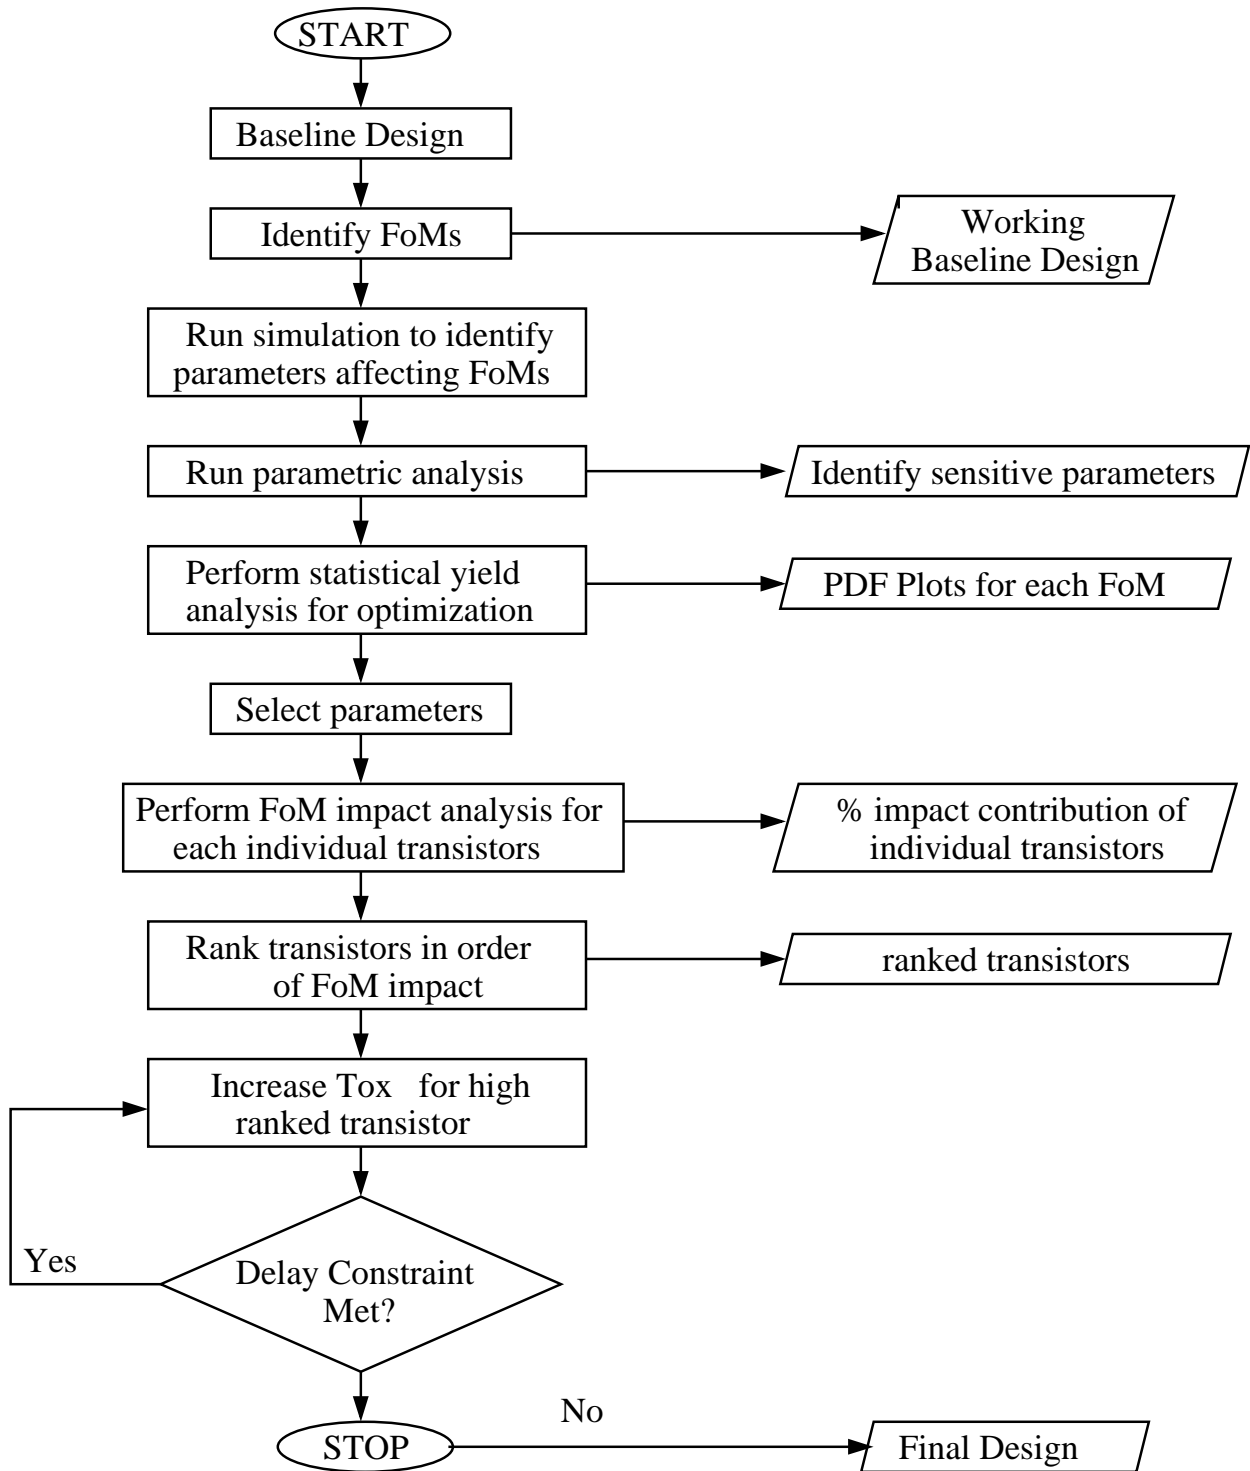 START
Baseline Design
Identify FoMs
Working
Baseline Design
Run simulation to identify
parameters affecting FoMs
Run parametric analysis
Identify sensitive parameters
Perform statistical yield
analysis for optimization
PDF Plots for each FoM
Select parameters
Perform FoM impact analysis for
each individual transistors
% impact contribution of
individual transistors
Rank transistors in order
of FoM impact
ranked transistors
Increase Tox for high
ranked transistor
Yes
Delay Constraint
Met?
No
STOP
Final Design